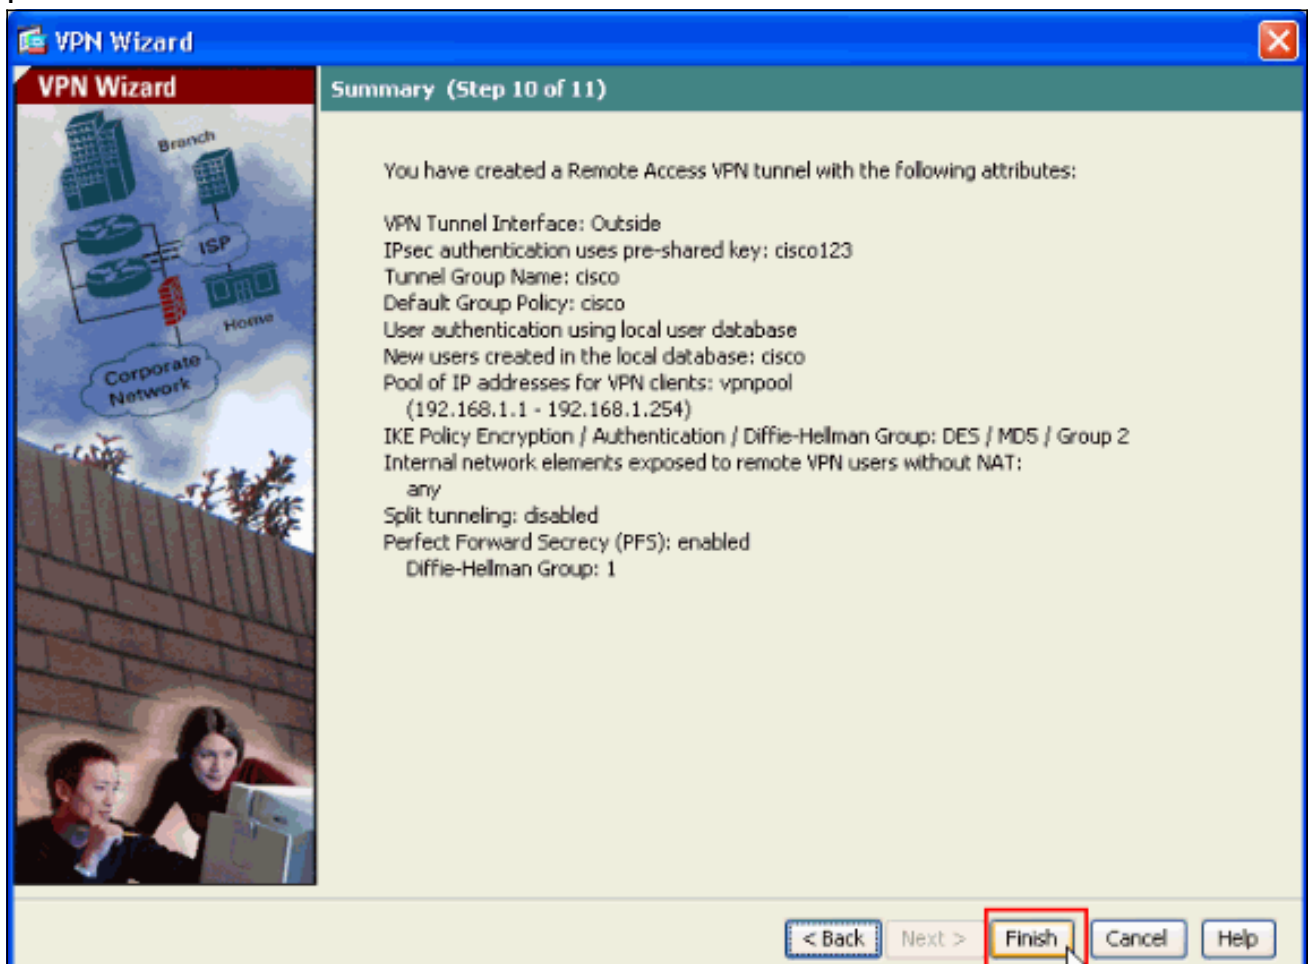 VPN Wizard
VPN Wizard
Summary (Step 10 of 11)
Branch
ISP
Home
Corporate
Network
You have created a Remote Access VPN tunnel with the following attributes:
VPN Tunnel Interface: Outside
IPsec authentication uses pre-shared key: cisco123
Tunnel Group Name: cisco
Default Group Policy: cisco
User authentication using local user database
New users created in the local database: cisco
Pool of IP addresses for VPN clients: vpnpool
(192.168.1.1 - 192.168.1.254)
IKE Policy Encryption / Authentication / Diffie-Hellman Group: DES / MD5 / Group 2
Internal network elements exposed to remote VPN users without NAT:
any
Split tunneling: disabled
Perfect Forward Secrecy (PFS): enabled
Diffie-Hellman Group: 1
< Back Next > Finish Cancel Help